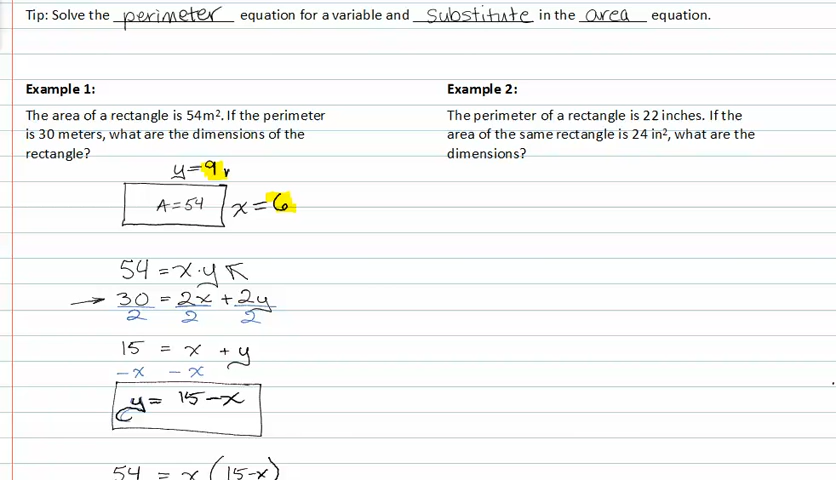 Tip: Solve the perimeter equation for a variable and substitute in the area equation.
Example 1:
The area of a rectangle is 54m². If the perimeter
is 30 meters, what are the dimensions of the
rectangle?
y=9
A=54
x=6
54=x·y
30=2x+2y
2 2 2
15 = x + y
-x -x
y= 15-x
54 = x(15-x)
Example 2:
The perimeter of a rectangle is 22 inches. If the
area of the same rectangle is 24 in², what are the
dimensions?